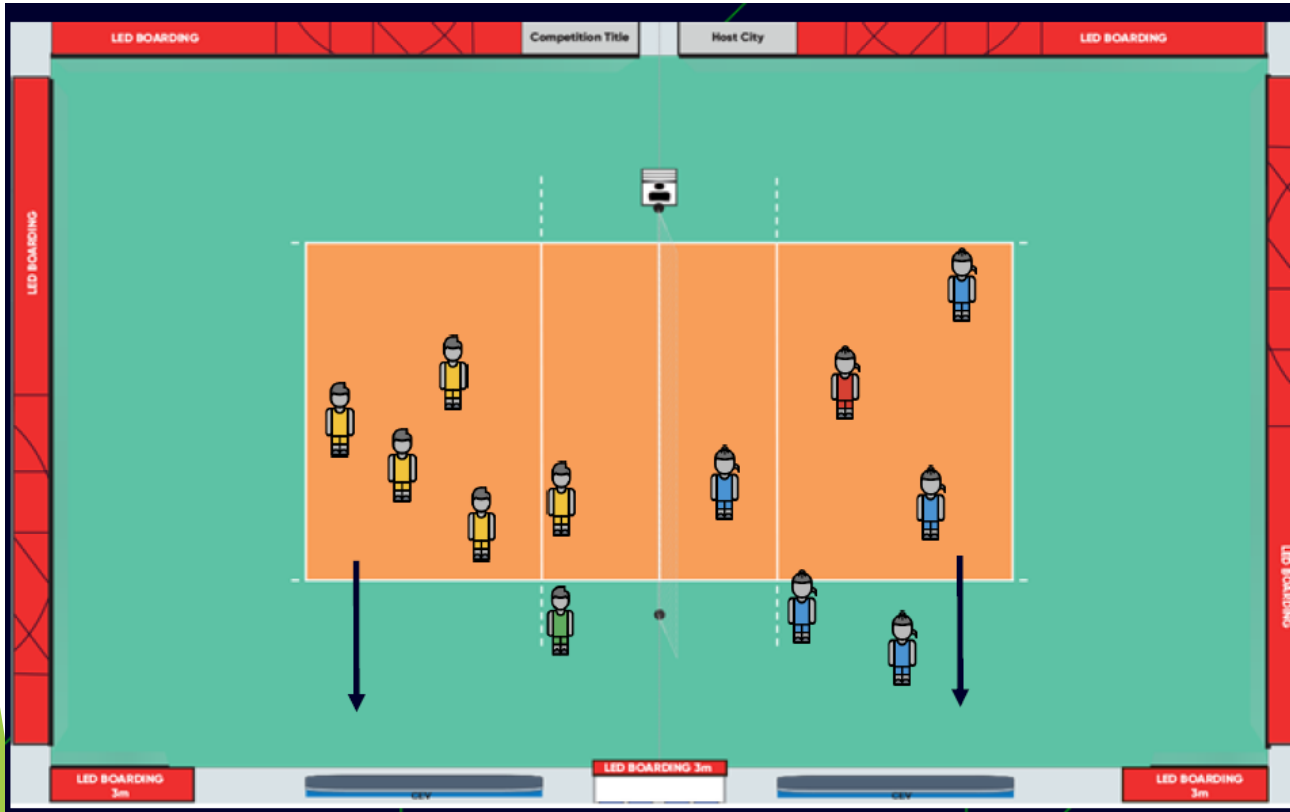 LED BOARDING
Competition Title
Host City
LED BOARDING
LED BOARDING
LED BOARDING
LED BOARDING
3m
CEV
LED BOARDING 3m
CEV
LED BOARDING
3m